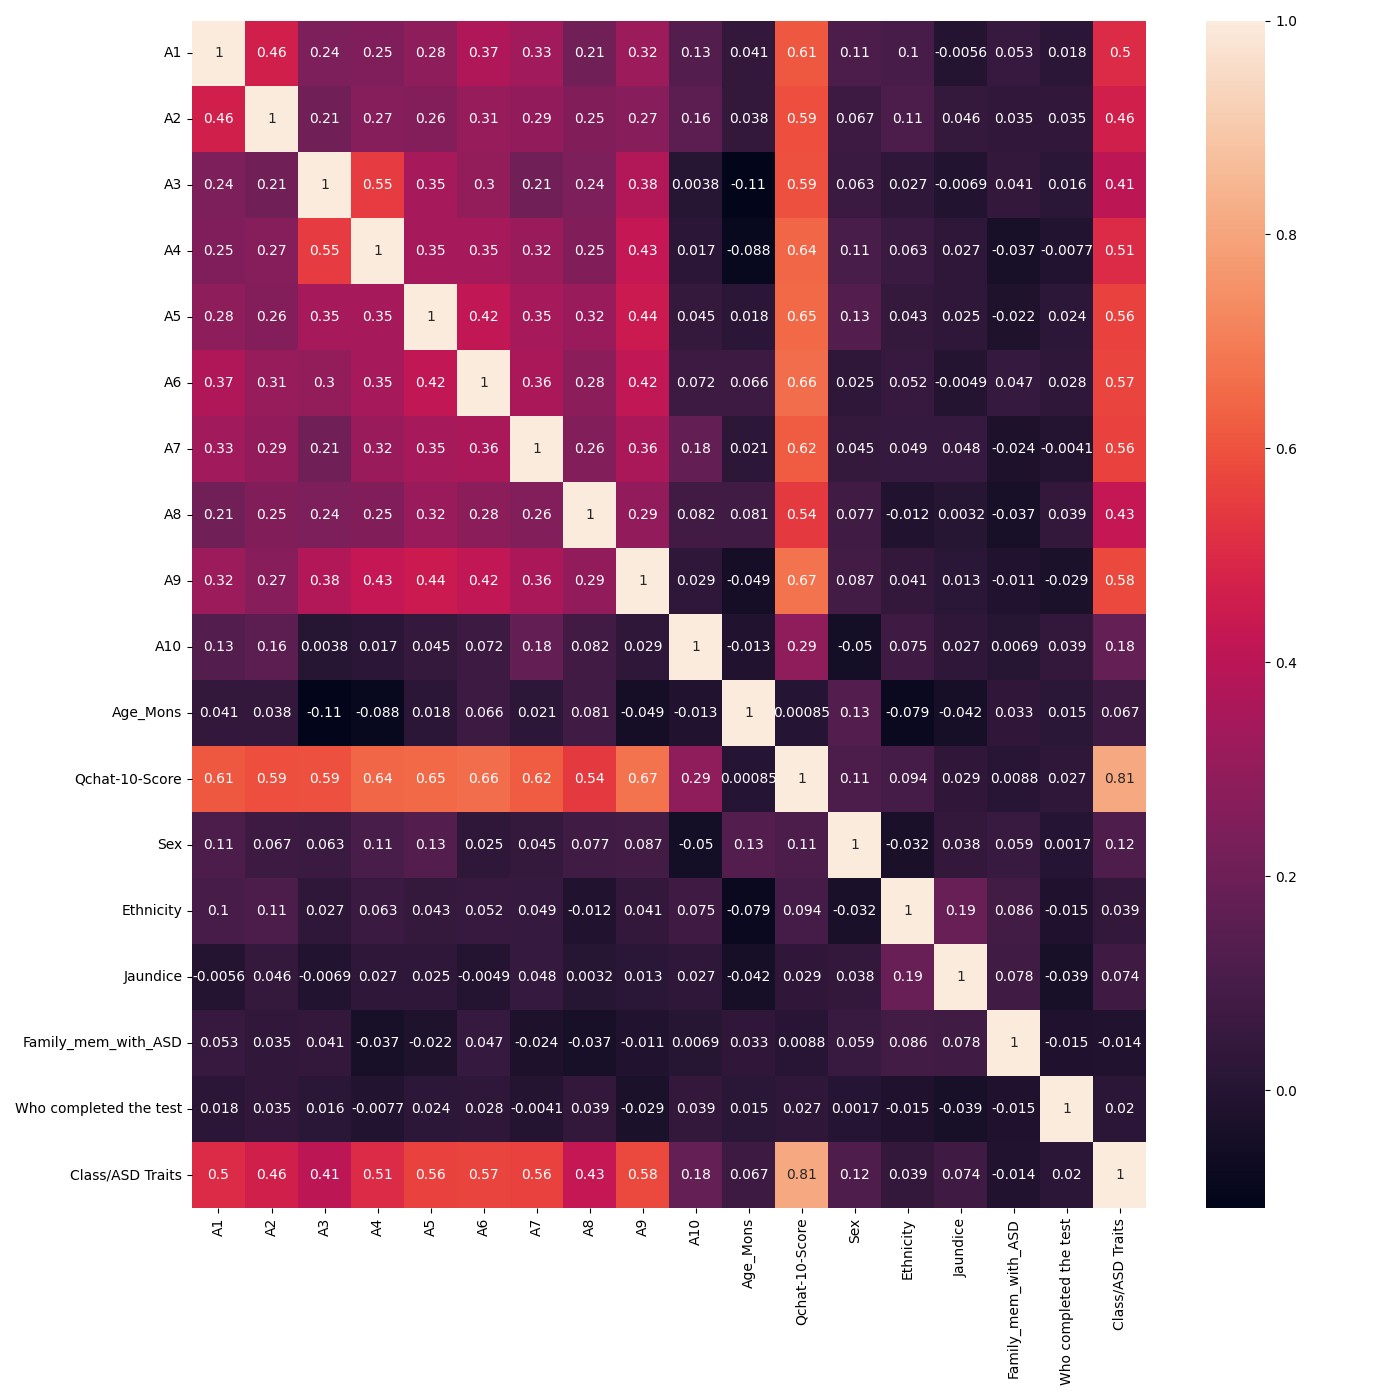 A1 1 0.46 0.24 0.25 0.28 0.37 0.33 0.21 0.32 0.13 0.041 0.61 0.11 0.1 -0.0056 0.053 0.018 0.5
A2 0.46 1 0.21 0.27 0.26 0.31 0.29 0.25 0.27 0.16 0.038 0.59 0.067 0.11 0.046 0.035 0.035 0.46
A3 0.24 0.21 1 0.55 0.35 0.3 0.21 0.24 0.38 0.0038 -0.11 0.59 0.063 0.027 -0.0069 0.041 0.016 0.41
A4 0.25 0.27 0.55 1 0.35 0.35 0.32 0.25 0.43 0.017 -0.088 0.64 0.11 0.063 0.027 -0.037 -0.0077 0.51
A5 0.28 0.26 0.35 0.35 1 0.42 0.35 0.32 0.44 0.045 0.018 0.65 0.13 0.043 0.025 -0.022 0.024 0.56
A6 0.37 0.31 0.3 0.35 0.42 1 0.36 0.28 0.42 0.072 0.066 0.66 0.025 0.052 -0.0049 0.047 0.028 0.57
A7 0.33 0.29 0.21 0.32 0.35 0.36 1 0.26 0.36 0.18 0.021 0.62 0.045 0.049 0.048 -0.024 -0.0041 0.56
A8 0.21 0.25 0.24 0.25 0.32 0.28 0.26 1 0.29 0.082 0.081 0.54 0.077 -0.012 0.0032 -0.037 0.039 0.43
A9 0.32 0.27 0.38 0.43 0.44 0.42 0.36 0.29 1 0.029 -0.049 0.67 0.087 0.041 0.013 -0.011 -0.029 0.58
A10 0.13 0.16 0.0038 0.017 0.045 0.072 0.18 0.082 0.029 1 -0.013 0.29 -0.05 0.075 0.027 0.0069 0.039 0.18
Age_Mons 0.041 0.038 -0.11 -0.088 0.018 0.066 0.021 0.081 -0.049 -0.013 1 0.00085 0.13 -0.079 -0.042 0.033 0.015 0.067
Qchat-10-Score 0.61 0.59 0.59 0.64 0.65 0.66 0.62 0.54 0.67 0.29 0.00085 1 0.11 0.094 0.029 0.0088 0.027 0.81
Sex 0.11 0.067 0.063 0.11 0.13 0.025 0.045 0.077 0.087 -0.05 0.13 0.11 1 -0.032 0.038 0.059 0.0017 0.12
Ethnicity 0.1 0.11 0.027 0.063 0.043 0.052 0.049 -0.012 0.041 0.075 -0.079 0.094 -0.032 1 0.19 0.086 -0.015 0.039
Jaundice -0.0056 0.046 -0.0069 0.027 0.025 -0.0049 0.048 0.0032 0.013 0.027 -0.042 0.029 0.038 0.19 1 0.078 -0.039 0.074
Family_mem_with_ASD 0.053 0.035 0.041 -0.037 -0.022 0.047 -0.024 -0.037 -0.011 0.0069 0.033 0.0088 0.059 0.086 0.078 1 -0.015 -0.014
Who completed the test 0.018 0.035 0.016 -0.0077 0.024 0.028 -0.0041 0.039 -0.029 0.039 0.015 0.027 0.0017 -0.015 -0.039 -0.015 1 0.02
Class/ASD Traits 0.5 0.46 0.41 0.51 0.56 0.57 0.56 0.43 0.58 0.18 0.067 0.81 0.12 0.039 0.074 -0.014 0.02 1
A1
A2
A3
A4
A5
A6
A7
A8
A9
A10
Age_Mons
Qchat-10-Score
Sex
Ethnicity
Jaundice
Family_mem_with_ASD
Who completed the test
Class/ASD Traits
1.0
0.8
0.6
0.4
0.2
0.0